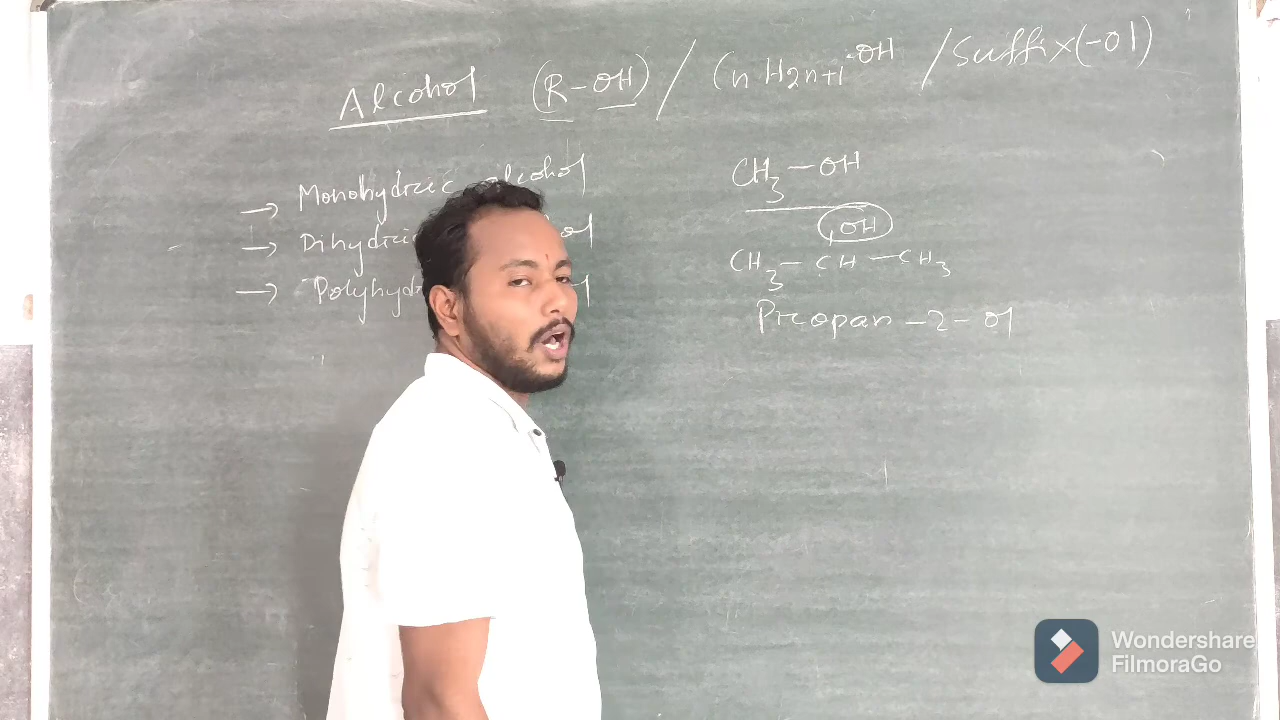 Alcohol (R-OH) / CnH2n+1-OH / Suffix(-ol)
→ Monohydric alcohol
→ Dihydric
→ Polyhyd
CH3-OH
OH
CH3-CH-CH3
Propan-2-ol
Wondershare
FilmoraGo